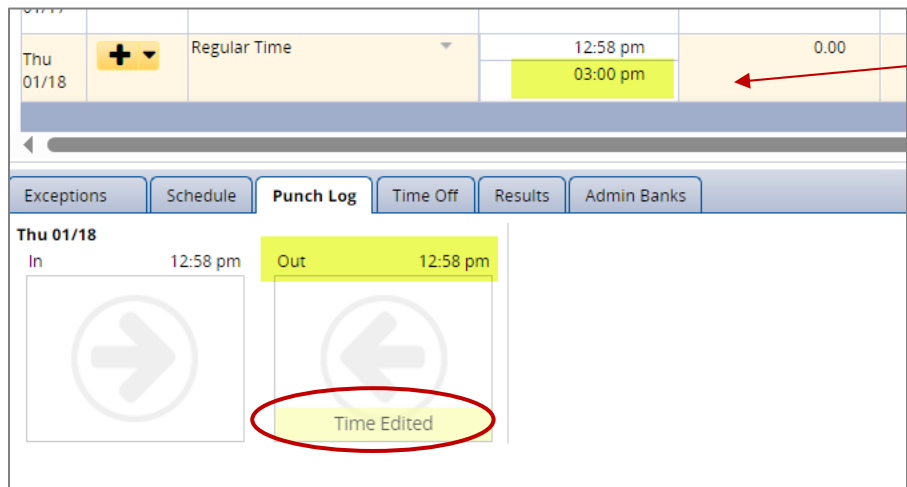 Thu
01/18
Regular Time
12:58 pm
03:00 pm
0.00
Exceptions Schedule Punch Log Time Off Results Admin Banks
Thu 01/18
In 12:58 pm Out 12:58 pm
Time Edited